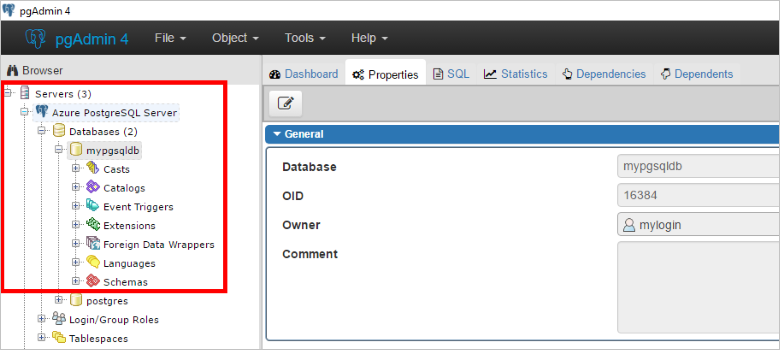 pgAdmin 4
pgAdmin 4 File Object Tools Help
Browser
Servers (3)
Azure PostgreSQL Server
Databases (2)
mypgsqldb
Casts
Catalogs
Event Triggers
Extensions
Foreign Data Wrappers
Languages
Schemas
postgres
Login/Group Roles
Tablespaces
Dashboard Properties SQL Statistics Dependencies Dependents
General
Database mypgsqldb
OID 16384
Owner mylogin
Comment